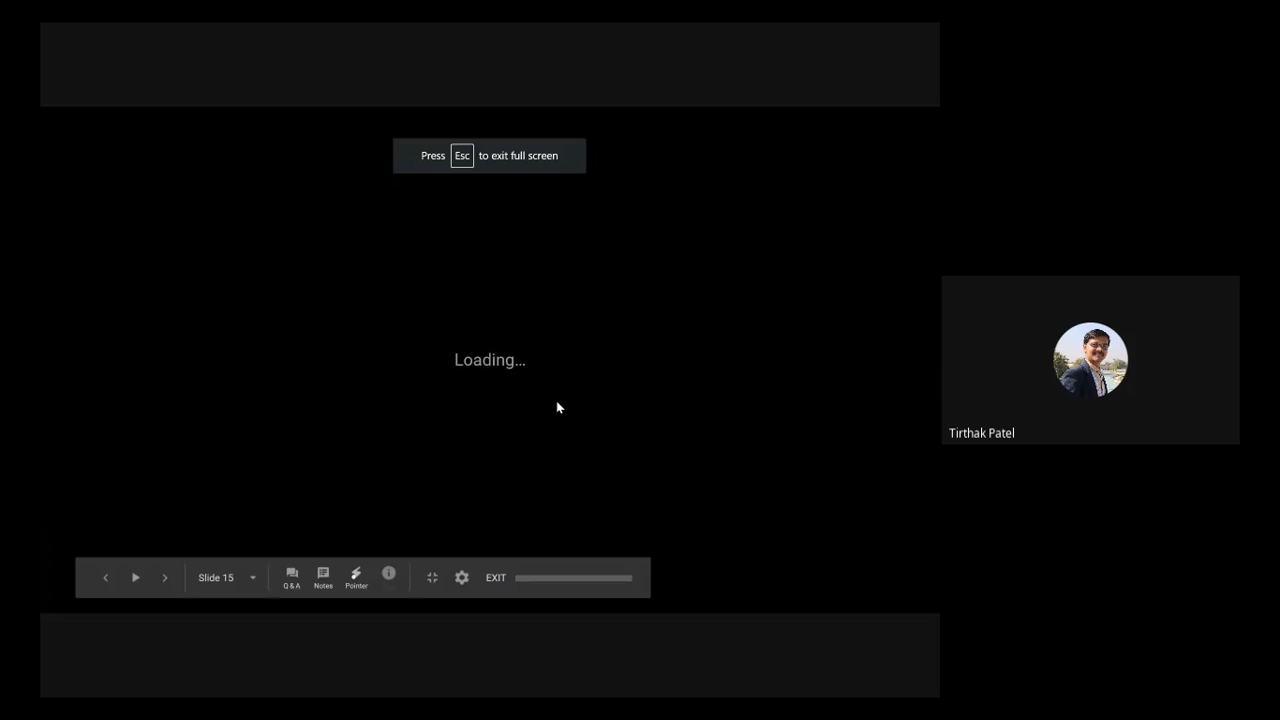 Press Esc to exit full screen
Loading...
Tirthak Patel
Slide 15
Q & A
Notes
Pointer
EXIT